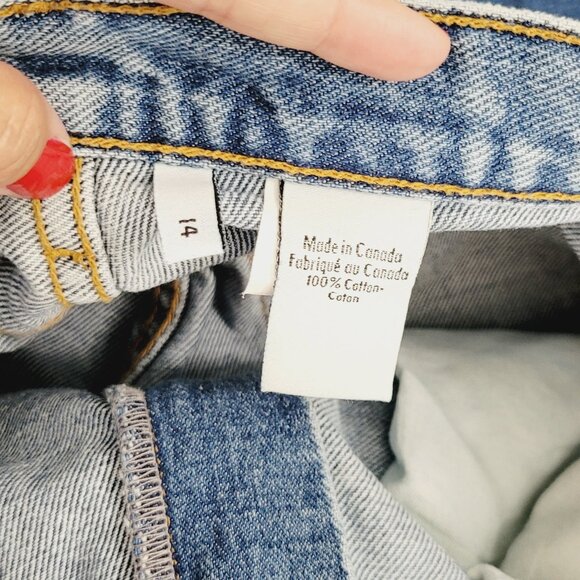 14
Made in Canada
Fabriqué au Canada
100% Cotton-
Coton